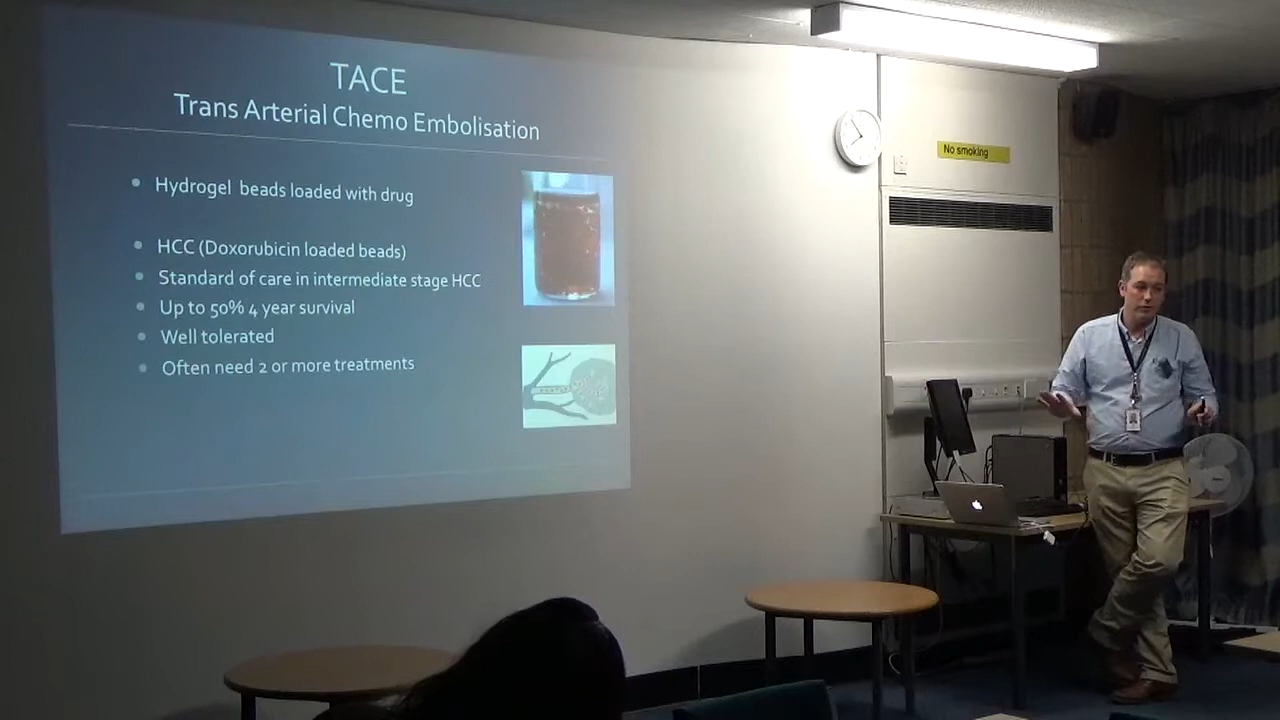 TACE
Trans Arterial Chemo Embolisation
Hydrogel beads loaded with drug
HCC (Doxorubicin loaded beads)
Standard of care in intermediate stage HCC
Up to 50% 4 year survival
Well tolerated
Often need 2 or more treatments
No smoking